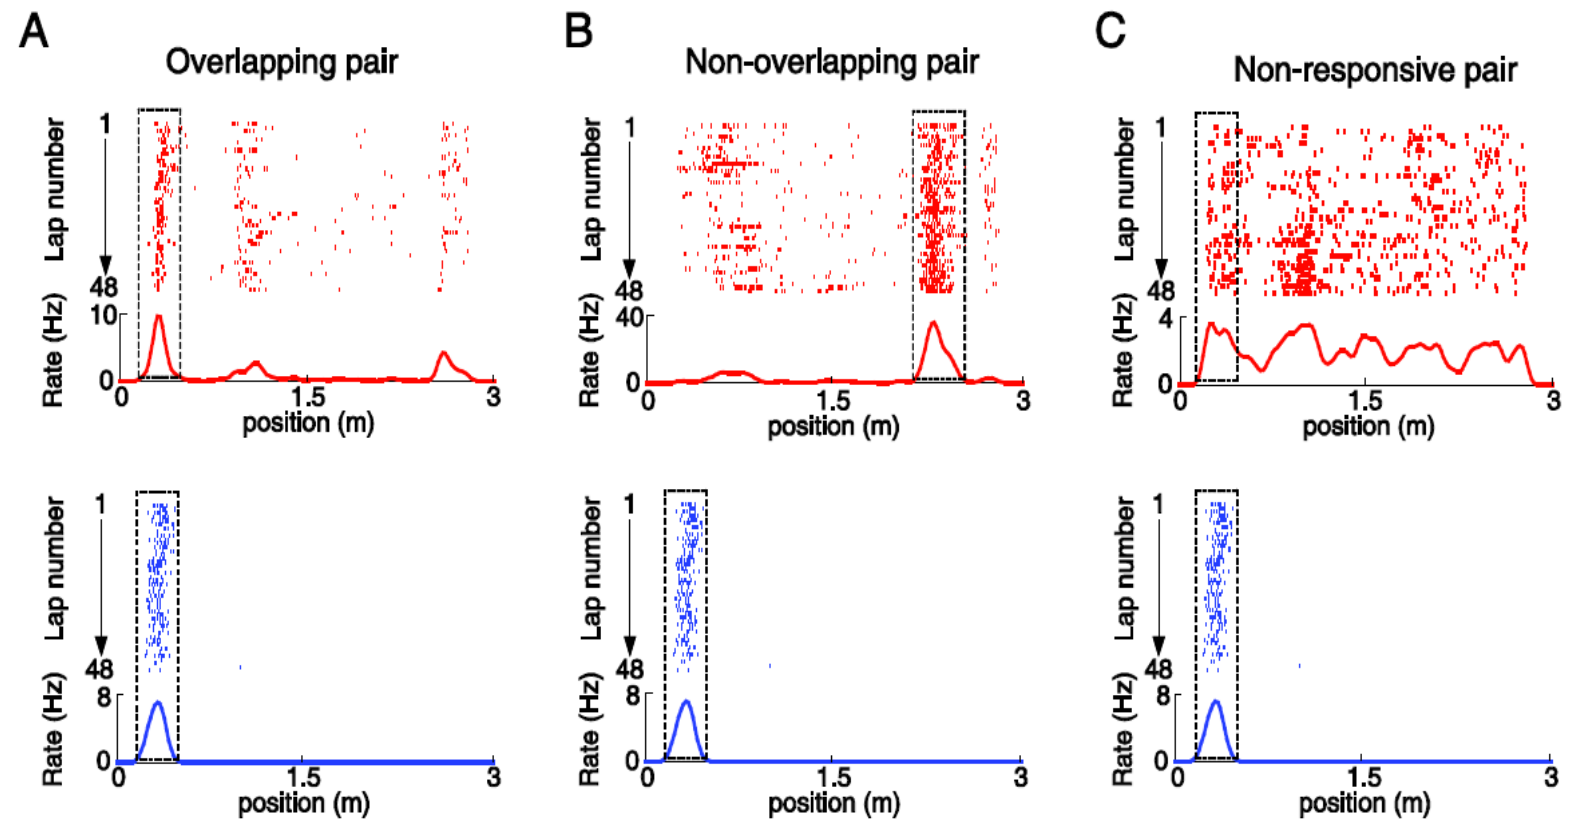 A
Overlapping pair
Lap number
1
48
Rate (Hz)
10
0
0
1.5
3
position (m)
Lap number
1
48
Rate (Hz)
8
0
0
1.5
3
position (m)
B
Non-overlapping pair
Lap number
1
48
Rate (Hz)
40
0
0
1.5
3
position (m)
Lap number
1
48
Rate (Hz)
8
0
0
1.5
3
position (m)
C
Non-responsive pair
Lap number
1
48
Rate (Hz)
4
0
0
1.5
3
position (m)
Lap number
1
48
Rate (Hz)
8
0
0
1.5
3
position (m)